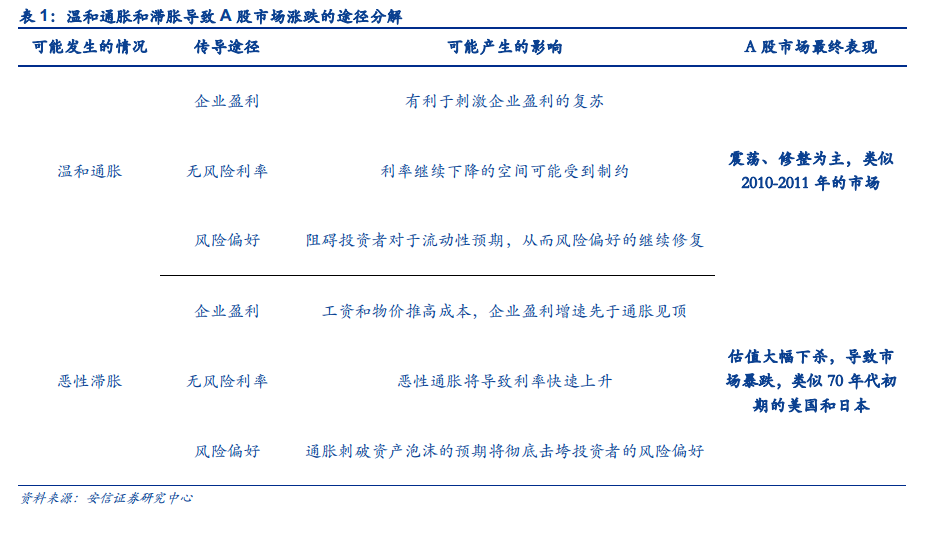 表 1：温和通胀和滞胀导致 A 股市场涨跌的途径分解
可能发生的情况 传导途径 可能产生的影响 A 股市场最终表现
企业盈利 有利于刺激企业盈利的复苏
温和通胀 无风险利率 利率继续下降的空间可能受到制约
震荡、修整为主，类似
2010-2011 年的市场
风险偏好 阻碍投资者对于流动性预期，从而风险偏好的继续修复
企业盈利 工资和物价推高成本，企业盈利增速先于通胀见顶
恶性滞胀 无风险利率 恶性通胀将导致利率快速上升
估值大幅下杀，导致市
场暴跌，类似 70 年代初
期的美国和日本
风险偏好 通胀刺破资产泡沫的预期将彻底击垮投资者的风险偏好
资料来源：安信证券研究中心